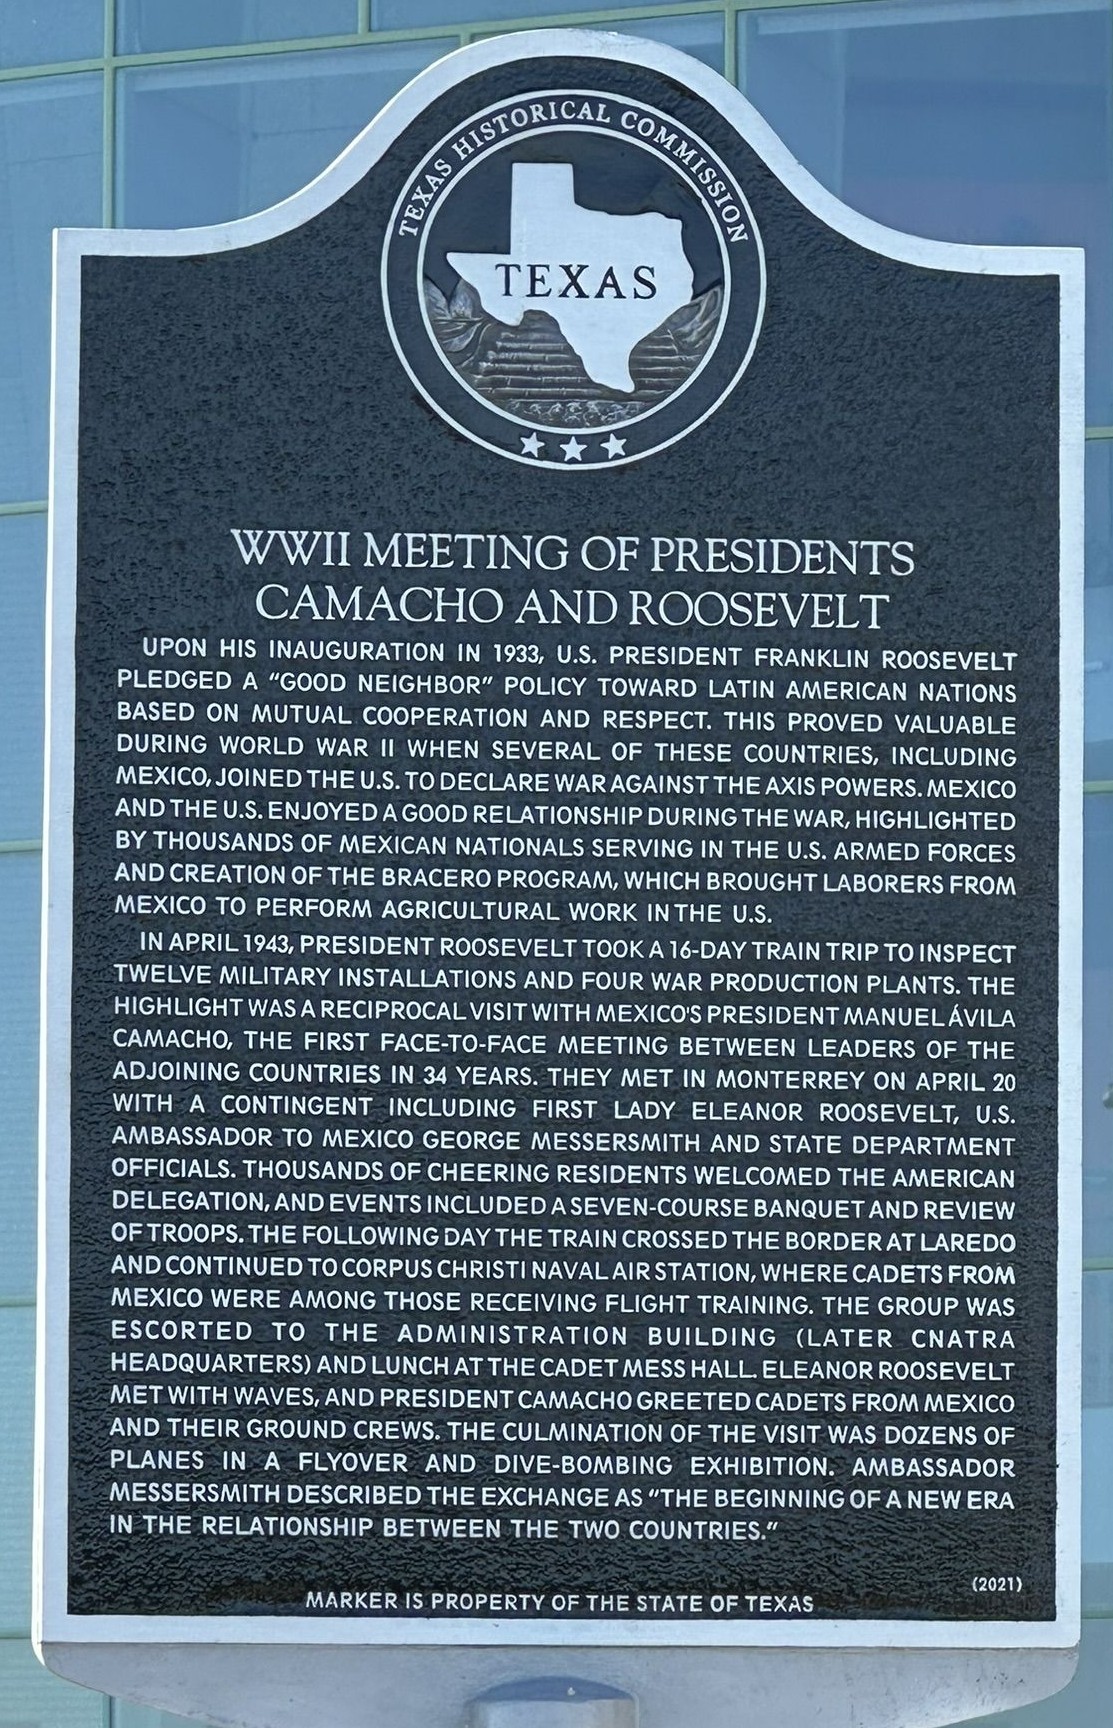 TEXAS HISTORICAL COMMISSION
TEXAS
WWII MEETING OF PRESIDENTS
CAMACHO AND ROOSEVELT
UPON HIS INAUGURATION IN 1933, U.S. PRESIDENT FRANKLIN ROOSEVELT
PLEDGED A "GOOD NEIGHBOR" POLICY TOWARD LATIN AMERICAN NATIONS
BASED ON MUTUAL COOPERATION AND RESPECT. THIS PROVED VALUABLE
DURING WORLD WAR II WHEN SEVERAL OF THESE COUNTRIES, INCLUDING
MEXICO, JOINED THE U.S. TO DECLARE WAR AGAINST THE AXIS POWERS. MEXICO
AND THE U.S. ENJOYED A GOOD RELATIONSHIP DURING THE WAR, HIGHLIGHTED
BY THOUSANDS OF MEXICAN NATIONALS SERVING IN THE U.S. ARMED FORCES
AND CREATION OF THE BRACERO PROGRAM, WHICH BROUGHT LABORERS FROM
MEXICO TO PERFORM AGRICULTURAL WORK IN THE U.S.
IN APRIL 1943, PRESIDENT ROOSEVELT TOOK A 16-DAY TRAIN TRIP TO INSPECT
TWELVE MILITARY INSTALLATIONS AND FOUR WAR PRODUCTION PLANTS. THE
HIGHLIGHT WAS A RECIPROCAL VISIT WITH MEXICO'S PRESIDENT MANUEL ÁVILA
CAMACHO, THE FIRST FACE-TO-FACE MEETING BETWEEN LEADERS OF THE
ADJOINING COUNTRIES IN 34 YEARS. THEY MET IN MONTERREY ON APRIL 20
WITH A CONTINGENT INCLUDING FIRST LADY ELEANOR ROOSEVELT, U.S.
AMBASSADOR TO MEXICO GEORGE MESSERSMITH AND STATE DEPARTMENT
OFFICIALS. THOUSANDS OF CHEERING RESIDENTS WELCOMED THE AMERICAN
DELEGATION, AND EVENTS INCLUDED A SEVEN-COURSE BANQUET AND REVIEW
OF TROOPS. THE FOLLOWING DAY THE TRAIN CROSSED THE BORDER AT LAREDO
AND CONTINUED TO CORPUS CHRISTI NAVAL AIR STATION, WHERE CADETS FROM
MEXICO WERE AMONG THOSE RECEIVING FLIGHT TRAINING. THE GROUP WAS
ESCORTED TO THE ADMINISTRATION BUILDING (LATER CNATRA
HEADQUARTERS) AND LUNCH AT THE CADET MESS HALL. ELEANOR ROOSEVELT
MET WITH WAVES, AND PRESIDENT CAMACHO GREETED CADETS FROM MEXICO
AND THEIR GROUND CREWS. THE CULMINATION OF THE VISIT WAS DOZENS OF
PLANES IN A FLYOVER AND DIVE-BOMBING EXHIBITION. AMBASSADOR
MESSERSMITH DESCRIBED THE EXCHANGE AS "THE BEGINNING OF A NEW ERA
IN THE RELATIONSHIP BETWEEN THE TWO COUNTRIES."
(2021)
MARKER IS PROPERTY OF THE STATE OF TEXAS